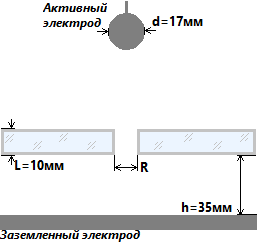 Активный
электрод
d=17мм
L=10мм
R
h=35мм
Заземленный электрод